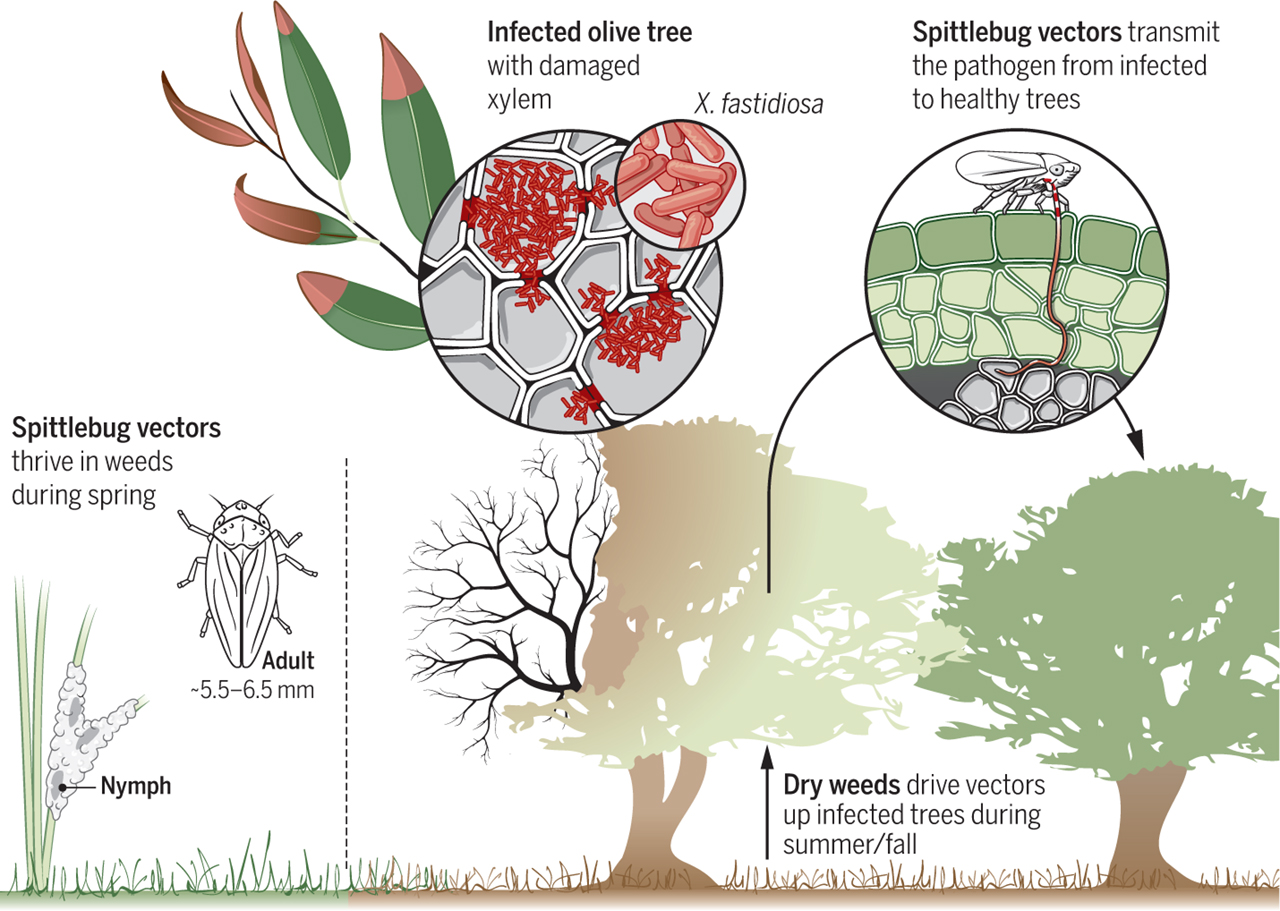 Infected olive tree
with damaged
xylem
X. fastidiosa
Spittlebug vectors transmit
the pathogen from infected
to healthy trees
Spittlebug vectors
thrive in weeds
during spring
Adult
~5.5–6.5 mm
Nymph
Dry weeds drive vectors
up infected trees during
summer/fall